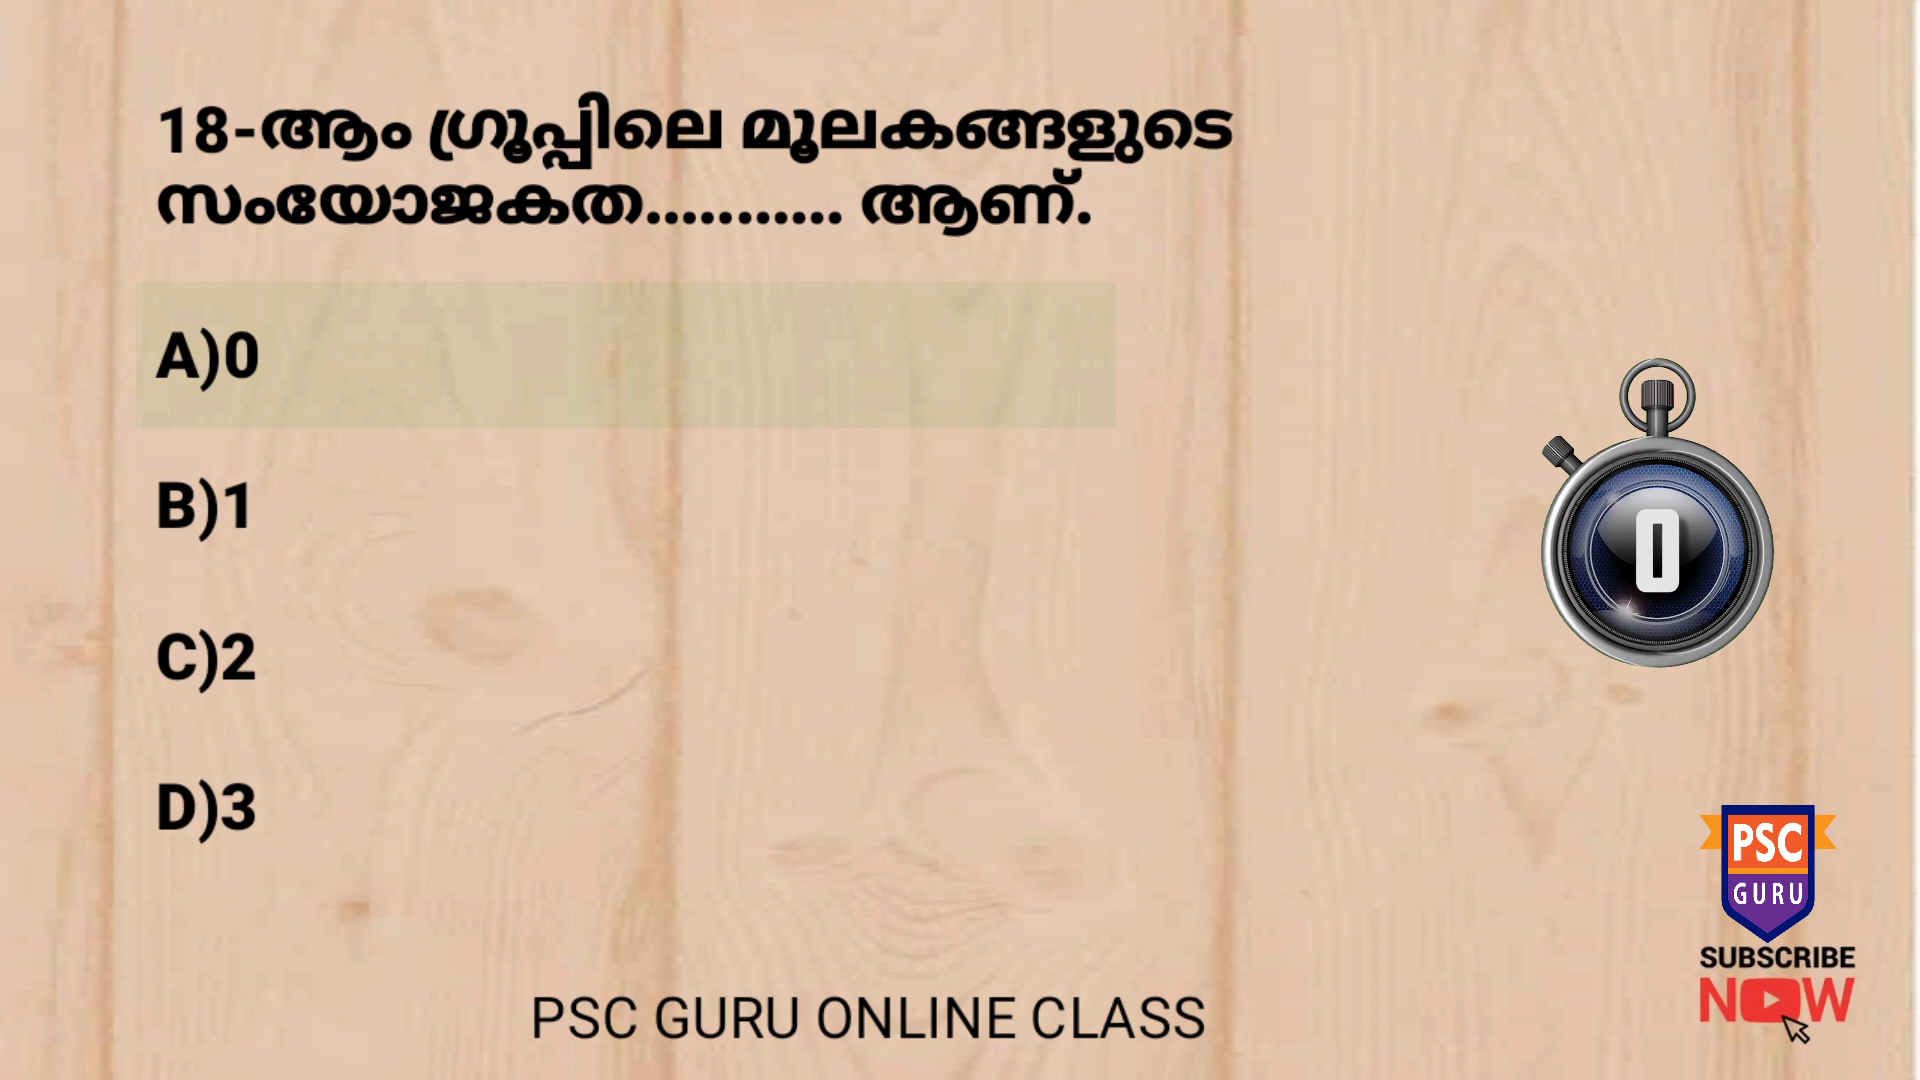 18-ആം ഗ്രൂപ്പിലെ മൂലകങ്ങളുടെ
സംയോജകത........... ആണ്.
A)0
B)1
C)2
D)3
0
PSC
GURU
SUBSCRIBE
NOW
PSC GURU ONLINE CLASS